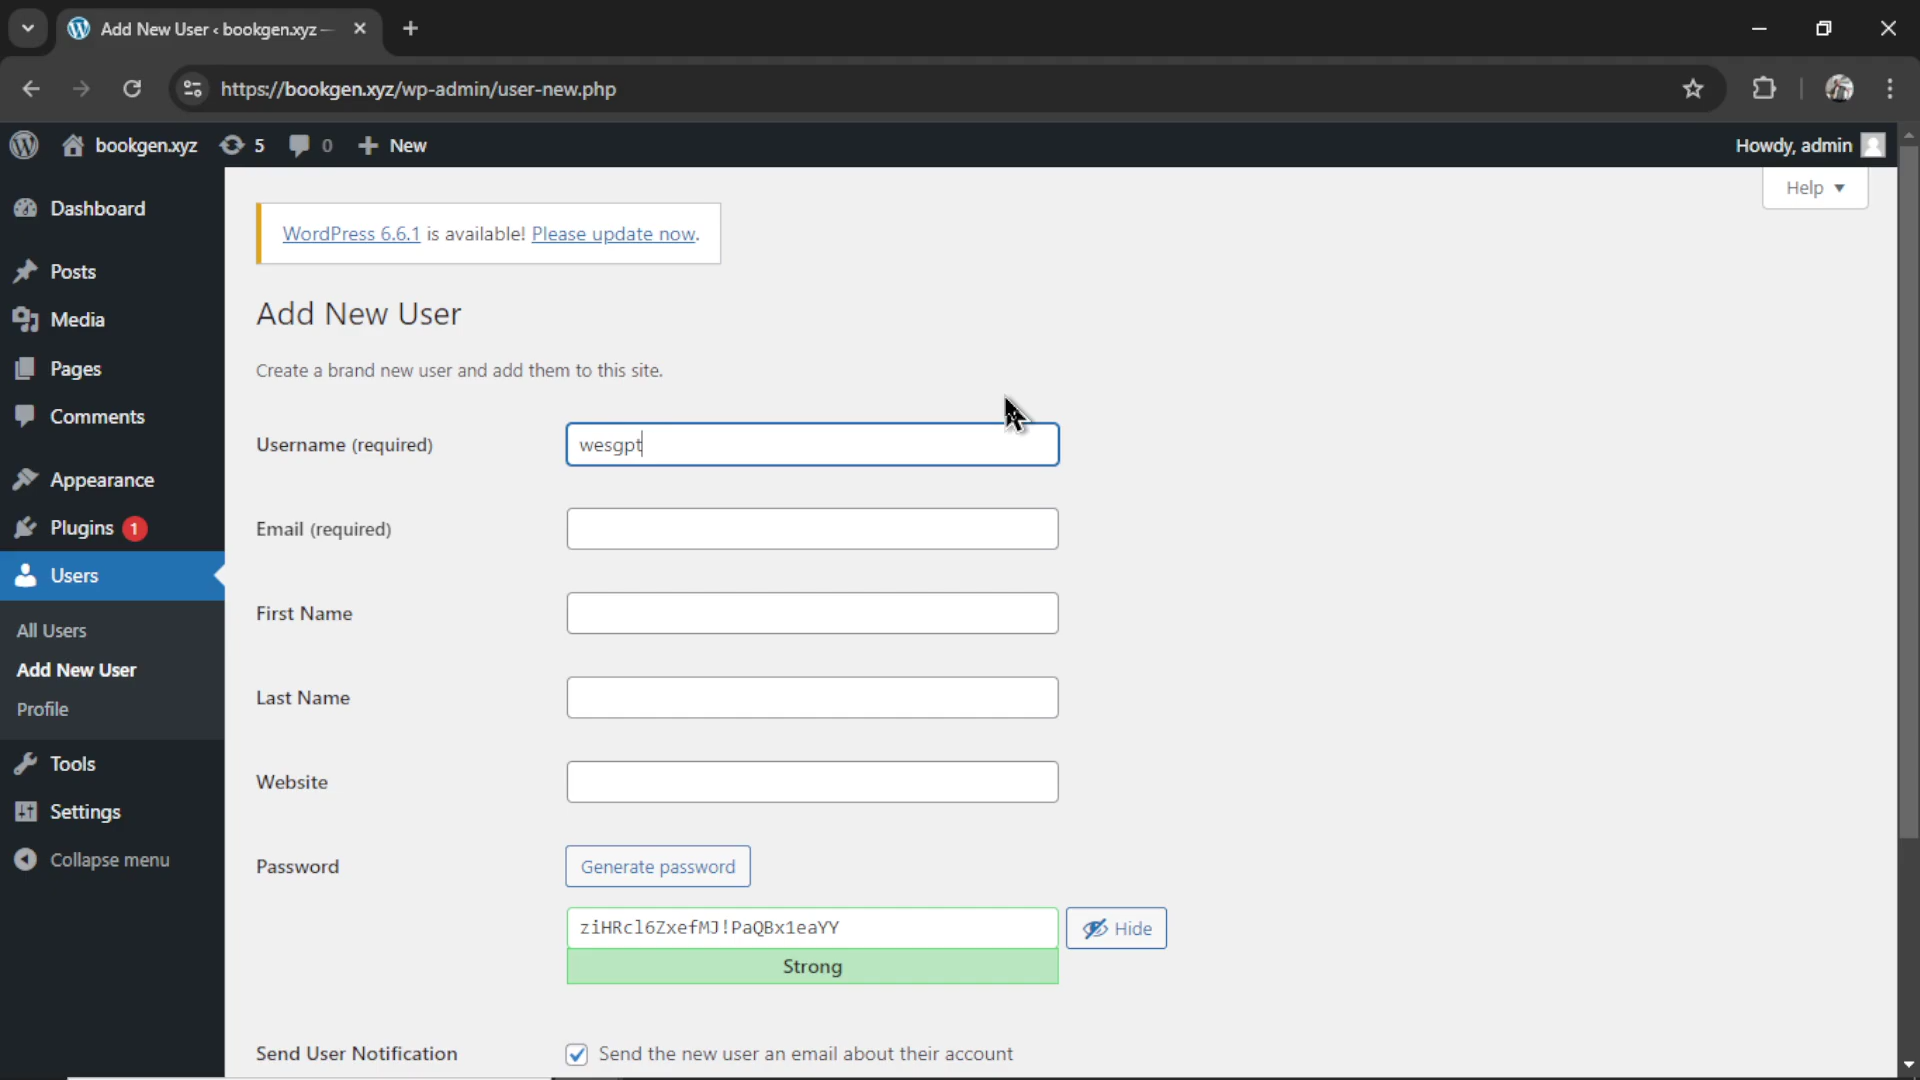 Add New User ‹ bookgen.xyz —
https://bookgen.xyz/wp-admin/user-new.php
bookgen.xyz 5 0 New
Howdy, admin
Help
Dashboard
Posts
Media
Pages
Comments
Appearance
Plugins 1
Users
All Users
Add New User
Profile
Tools
Settings
Collapse menu
WordPress 6.6.1 is available! Please update now.
Add New User
Create a brand new user and add them to this site.
Username (required) wesgpt
Email (required)
First Name
Last Name
Website
Password Generate password
ziHRcl6ZxefMJ!PaQBx1eaYY Hide
Strong
Send User Notification Send the new user an email about their account